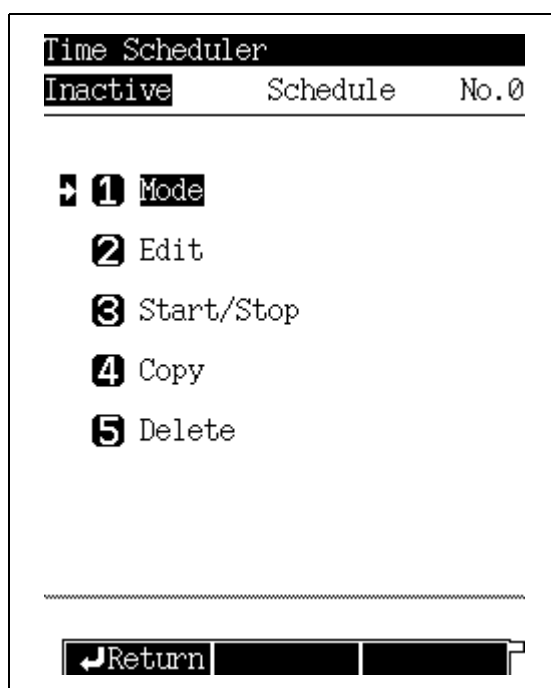 Time Scheduler
Inactive Schedule No.0
1 Mode
2 Edit
3 Start/Stop
4 Copy
5 Delete
Return